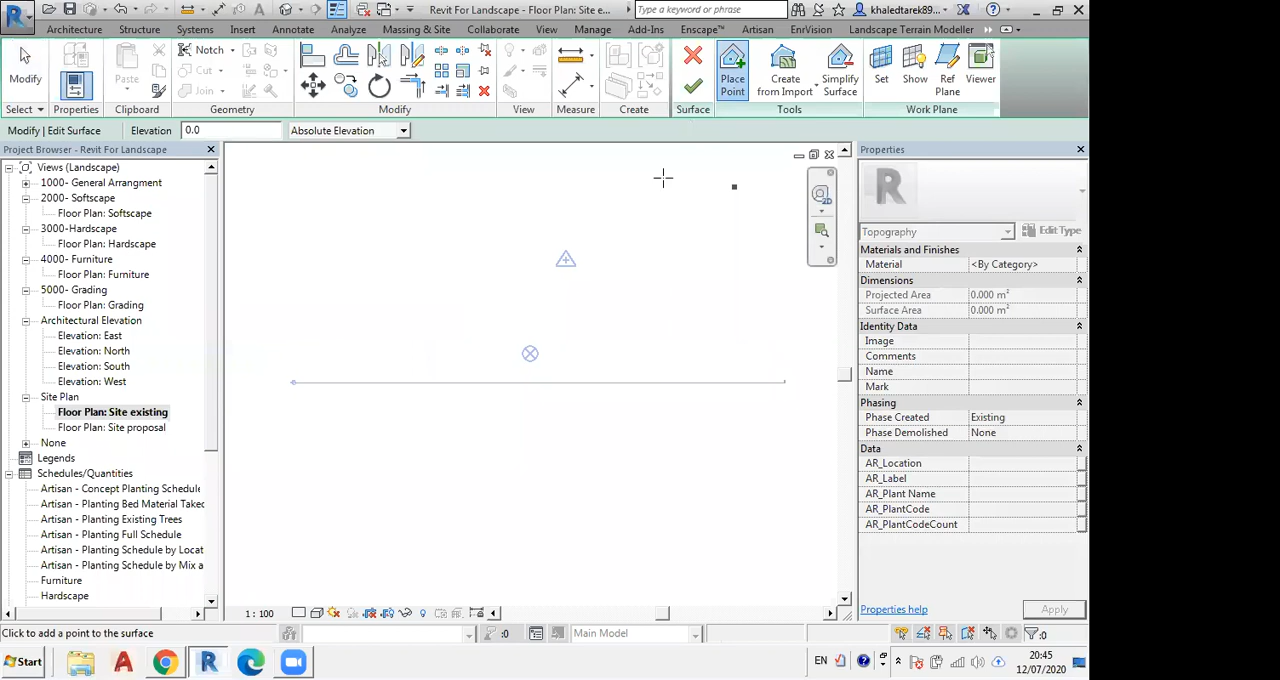 Revit For Landscape - Floor Plan: Site e...
Type a keyword or phrase
khaledtarek89...
Architecture Structure Systems Insert Annotate Analyze Massing & Site Collaborate View Manage Add-Ins Enscape™ Artisan EnVision Landscape Terrain Modeller
Modify
Paste
Notch
Cut
Join
Place
Point
Create
from Import
Simplify
Surface
Set
Show
Ref
Plane
Viewer
Select Properties Clipboard Geometry Modify View Measure Create Surface Tools Work Plane
Modify | Edit Surface Elevation 0.0 Absolute Elevation
Project Browser - Revit For Landscape
Views (Landscape)
1000- General Arrangment
2000- Softscape
Floor Plan: Softscape
3000-Hardscape
Floor Plan: Hardscape
4000- Furniture
Floor Plan: Furniture
5000- Grading
Floor Plan: Grading
Architectural Elevation
Elevation: East
Elevation: North
Elevation: South
Elevation: West
Site Plan
Floor Plan: Site existing
Floor Plan: Site proposal
None
Legends
Schedules/Quantities
Artisan - Concept Planting Schedule
Artisan - Planting Bed Material Takeo
Artisan - Planting Existing Trees
Artisan - Planting Full Schedule
Artisan - Planting Schedule by Locat
Artisan - Planting Schedule by Mix a
Furniture
Hardscape
Properties
Topography
Edit Type
Materials and Finishes
Material <By Category>
Dimensions
Projected Area 0.000 m²
Surface Area 0.000 m²
Identity Data
Image
Comments
Name
Mark
Phasing
Phase Created Existing
Phase Demolished None
Data
AR_Location
AR_Label
AR_Plant Name
AR_PlantCode
AR_PlantCodeCount
Properties help
Apply
1 : 100
Click to add a point to the surface
:0
Main Model
:0
Start
EN
20:45
12/07/2020